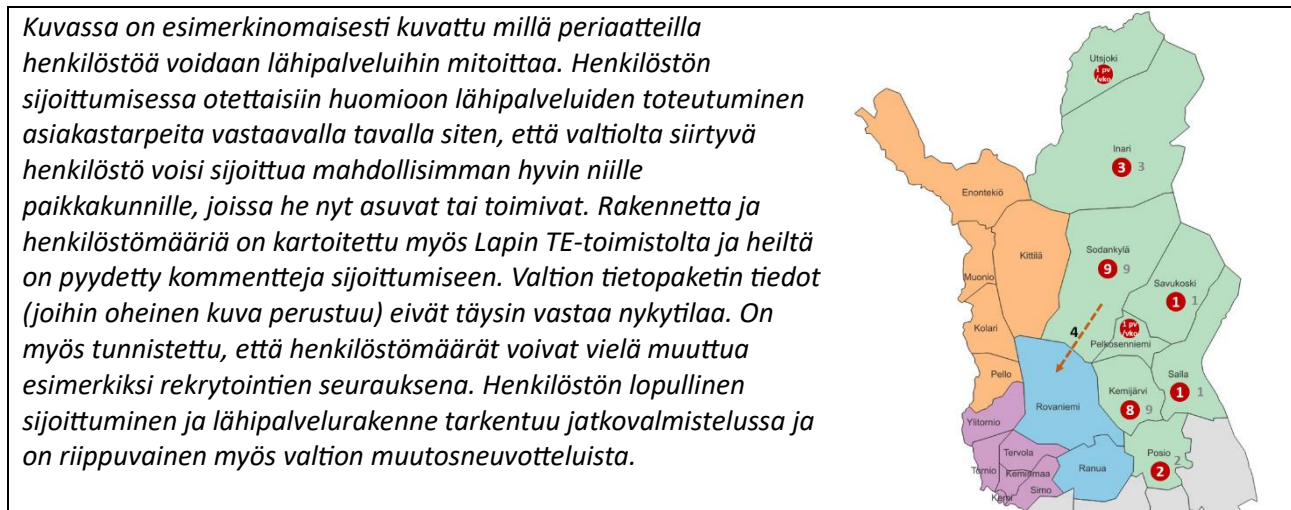 Kuvassa on esimerkinomaisesti kuvattu millä periaatteilla
henkilöstöä voidaan lähipalveluihin mitoittaa. Henkilöstön
sijoittumisessa otettaisiin huomioon lähipalveluiden toteutuminen
asiakastarpeita vastaavalla tavalla siten, että valtiolta siirtyvä
henkilöstö voisi sijoittua mahdollisimman hyvin niille
paikkakunnille, joissa he nyt asuvat tai toimivat. Rakennetta ja
henkilöstömääriä on kartoitettu myös Lapin TE-toimistolta ja heiltä
on pyydetty kommentteja sijoittumiseen. Valtion tietopaketin tiedot
(joihin oheinen kuva perustuu) eivät täysin vastaa nykytilaa. On
myös tunnistettu, että henkilöstömäärät voivat vielä muuttua
esimerkiksi rekrytointien seurauksena. Henkilöstön lopullinen
sijoittuminen ja lähipalvelurakenne tarkentuu jatkovalmistelussa ja
on riippuvainen myös valtion muutosneuvotteluista.
Utsjoki
1 pv
/vko
Inari
3 3
Enontekiö
Kittilä
Sodankylä
9 9
Muonio
Savukoski
1 1
Kolari
4
1 pv
/vko
Pelkosenniemi
Pello
Salla
1 1
Kemijärvi
8 9
Rovaniemi
Ylitornio
Posio
2 2
Tervola
Tornio
Keminmaa
Ranua
Simo
Kemi